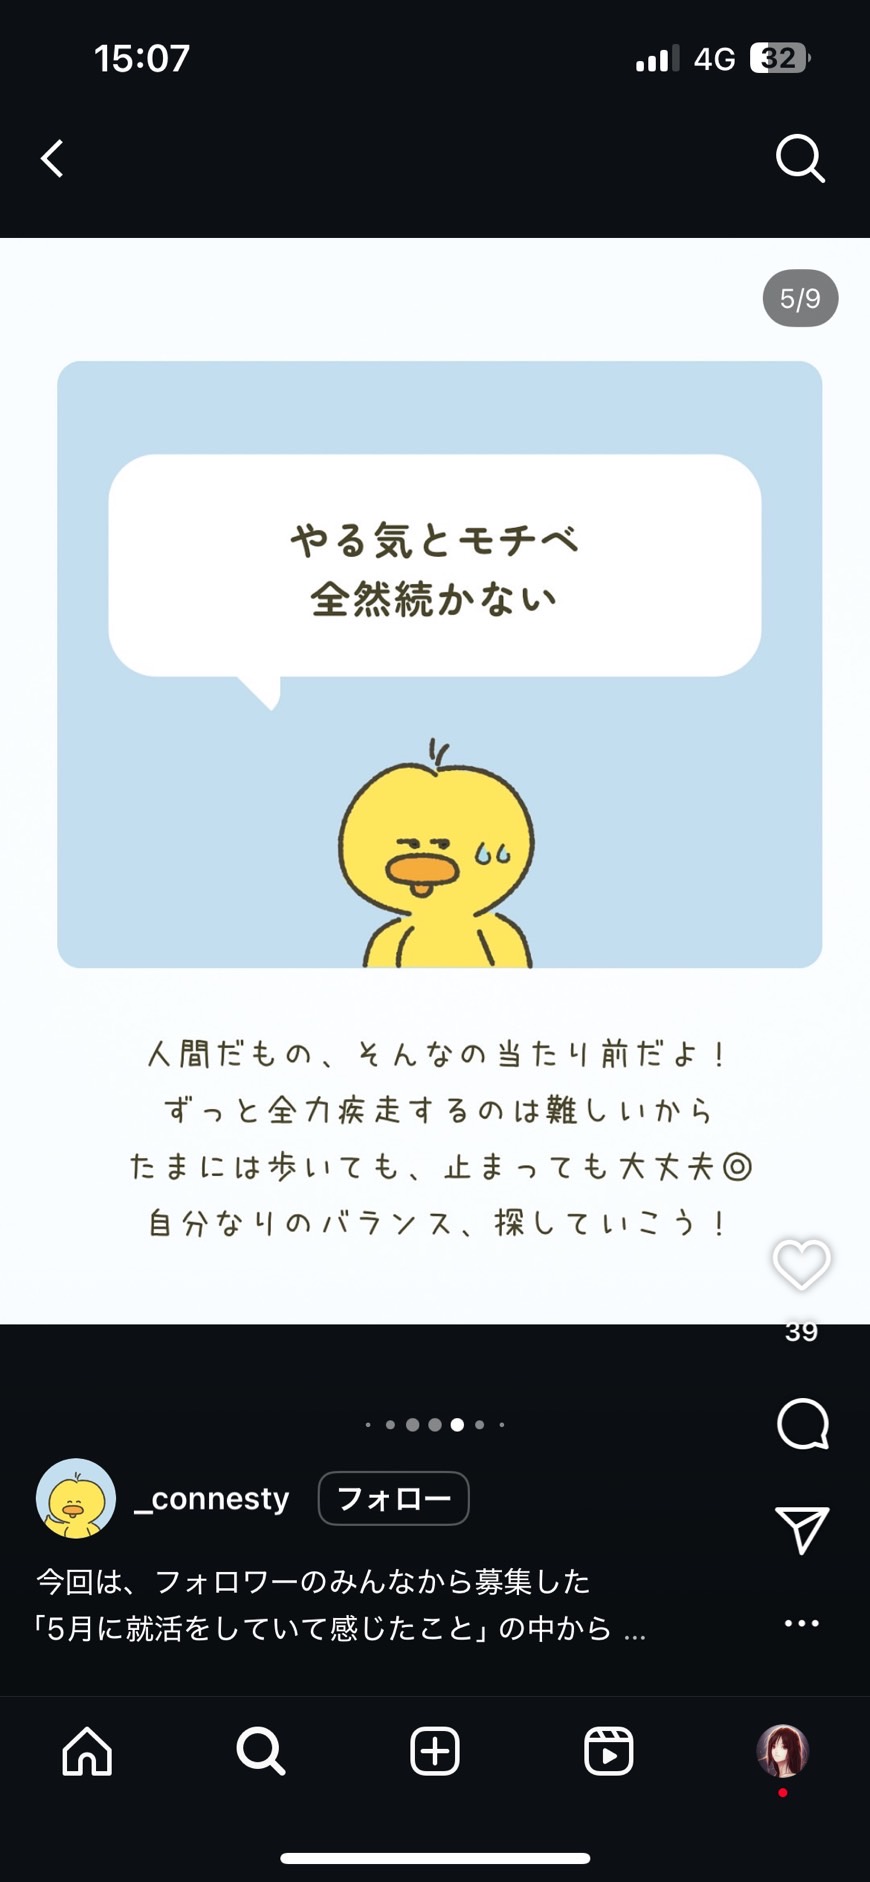 15:07
4G
32
5/9
やる気とモチベ
全然続かない
人間だもの、そんなの当たり前だよ！
ずっと全力疾走するのは難しいから
たまには歩いても、止まっても大丈夫◎
自分なりのバランス、探していこう！
39
_connesty
フォロー
今回は、フォロワーのみんなから募集した
「5月に就活をしていて感じたこと」の中から ...